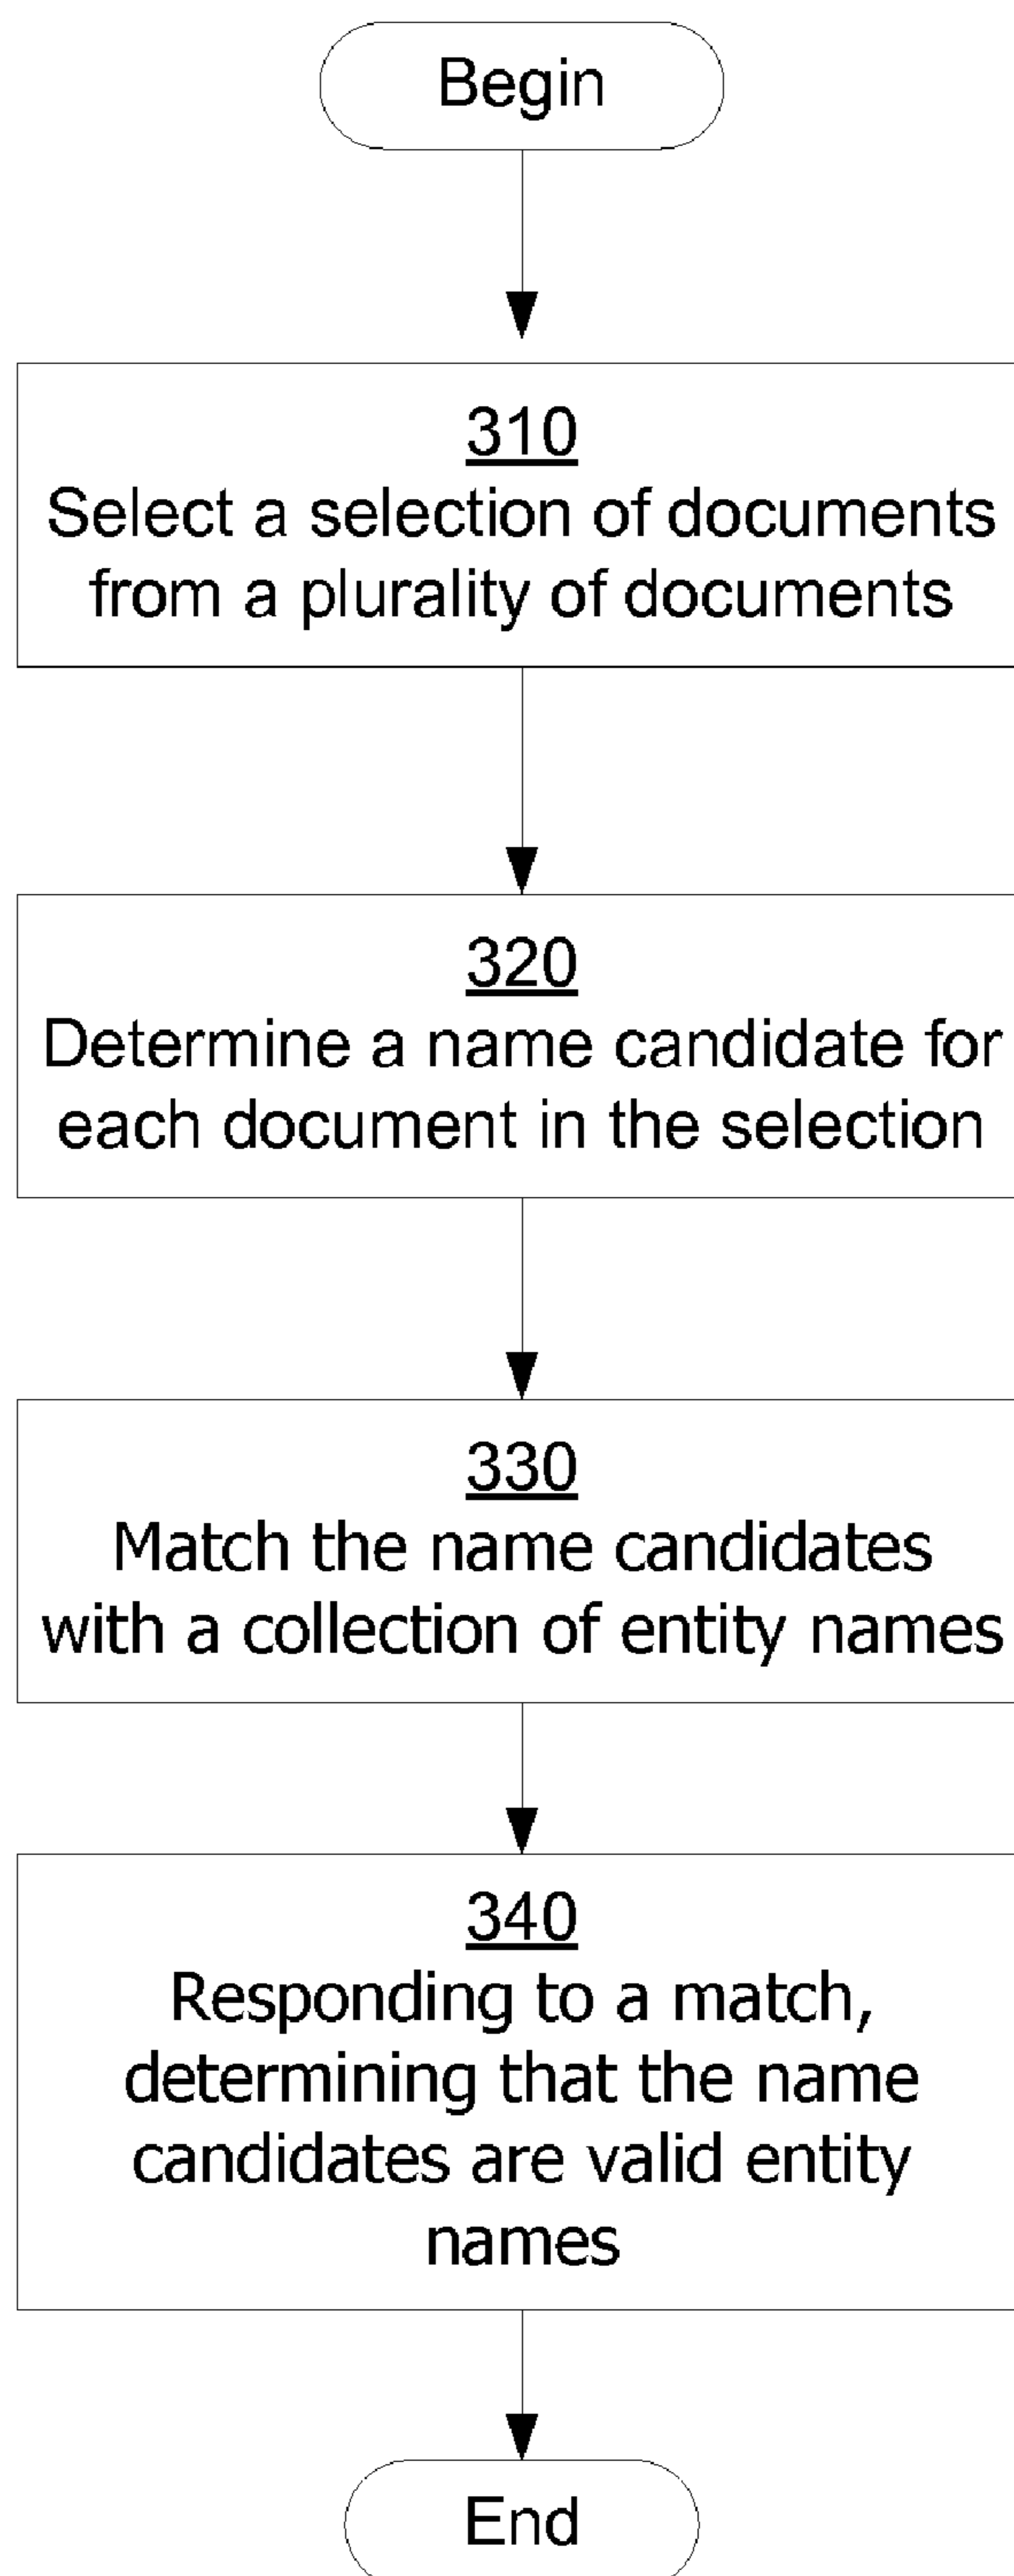 Begin
310
Select a selection of documents
from a plurality of documents
320
Determine a name candidate for
each document in the selection
330
Match the name candidates
with a collection of entity names
340
Responding to a match,
determining that the name
candidates are valid entity
names
End